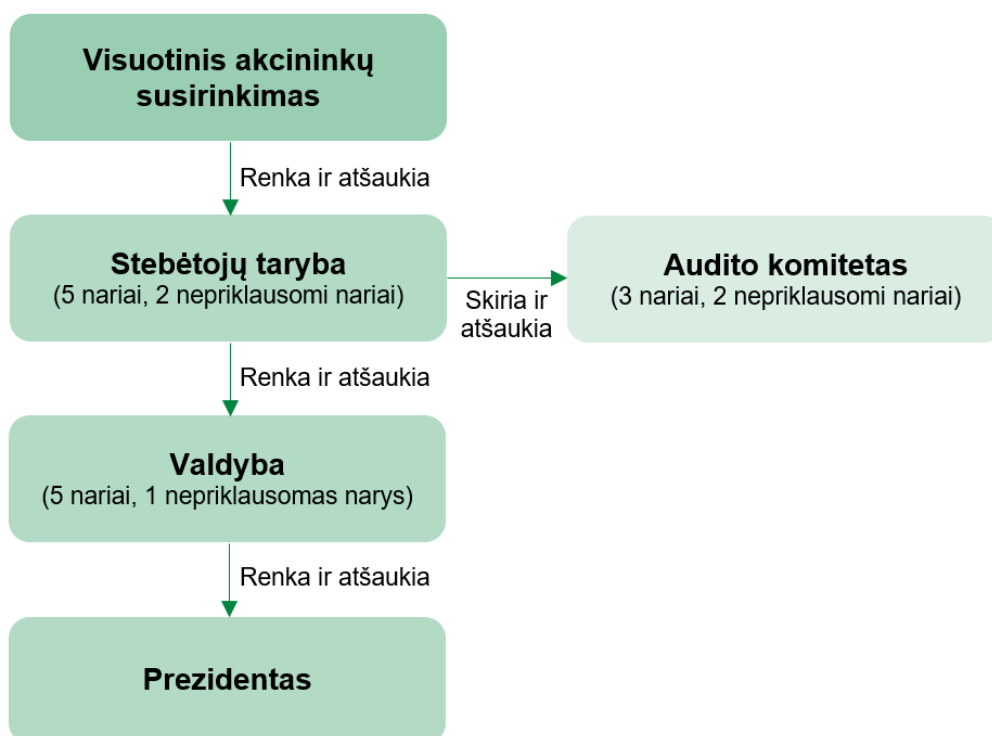 Visuotinis akcininkų
susirinkimas
Renka ir atšaukia
Stebėtojų taryba
(5 nariai, 2 nepriklausomi nariai)
Skiria ir
atšaukia
Audito komitetas
(3 nariai, 2 nepriklausomi nariai)
Renka ir atšaukia
Valdyba
(5 nariai, 1 nepriklausomas narys)
Renka ir atšaukia
Prezidentas